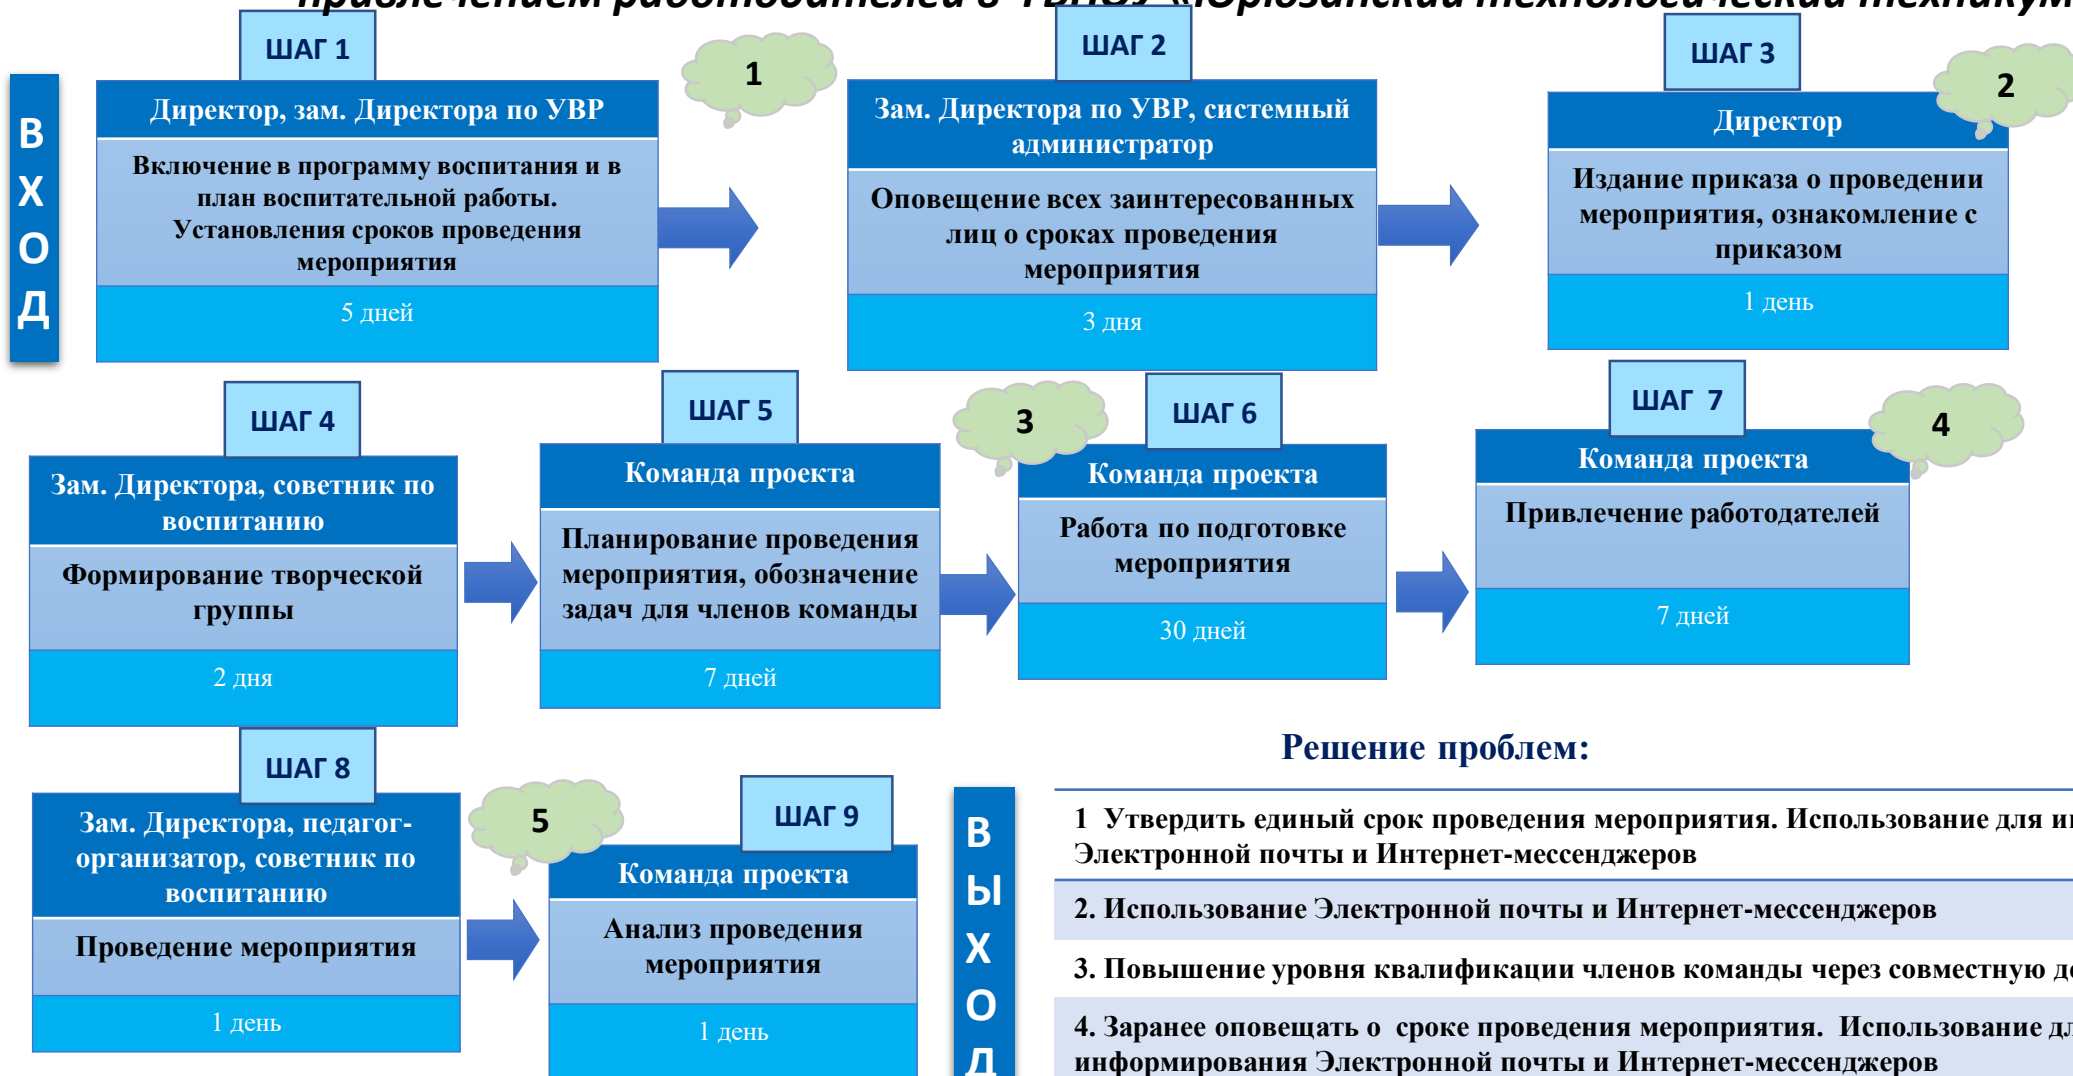 привлечением работодателей в ГБПОУ «Юрюзанский технологический техникум
ШАГ 1
1
ШАГ 2
ШАГ 3
2
ВХОД
Директор, зам. Директора по УВР
Включение в программу воспитания и в
план воспитательной работы.
Установления сроков проведения
мероприятия
5 дней
Зам. Директора по УВР, системный
администратор
Оповещение всех заинтересованных
лиц о сроках проведения
мероприятия
3 дня
Директор
Издание приказа о проведении
мероприятия, ознакомление с
приказом
1 день
ШАГ 4
Зам. Директора, советник по
воспитанию
Формирование творческой
группы
2 дня
ШАГ 5
Команда проекта
Планирование проведения
мероприятия, обозначение
задач для членов команды
7 дней
3
ШАГ 6
Команда проекта
Работа по подготовке
мероприятия
30 дней
ШАГ 7
4
Команда проекта
Привлечение работодателей
7 дней
ШАГ 8
Зам. Директора, педагог-
организатор, советник по
воспитанию
Проведение мероприятия
1 день
5
ШАГ 9
Команда проекта
Анализ проведения
мероприятия
1 день
ВЫХОД
Решение проблем:
1 Утвердить единый срок проведения мероприятия. Использование для
Электронной почты и Интернет-мессенджеров
2. Использование Электронной почты и Интернет-мессенджеров
3. Повышение уровня квалификации членов команды через совместную
4. Заранее оповещать о сроке проведения мероприятия. Использование
информирования Электронной почты и Интернет-мессенджеров